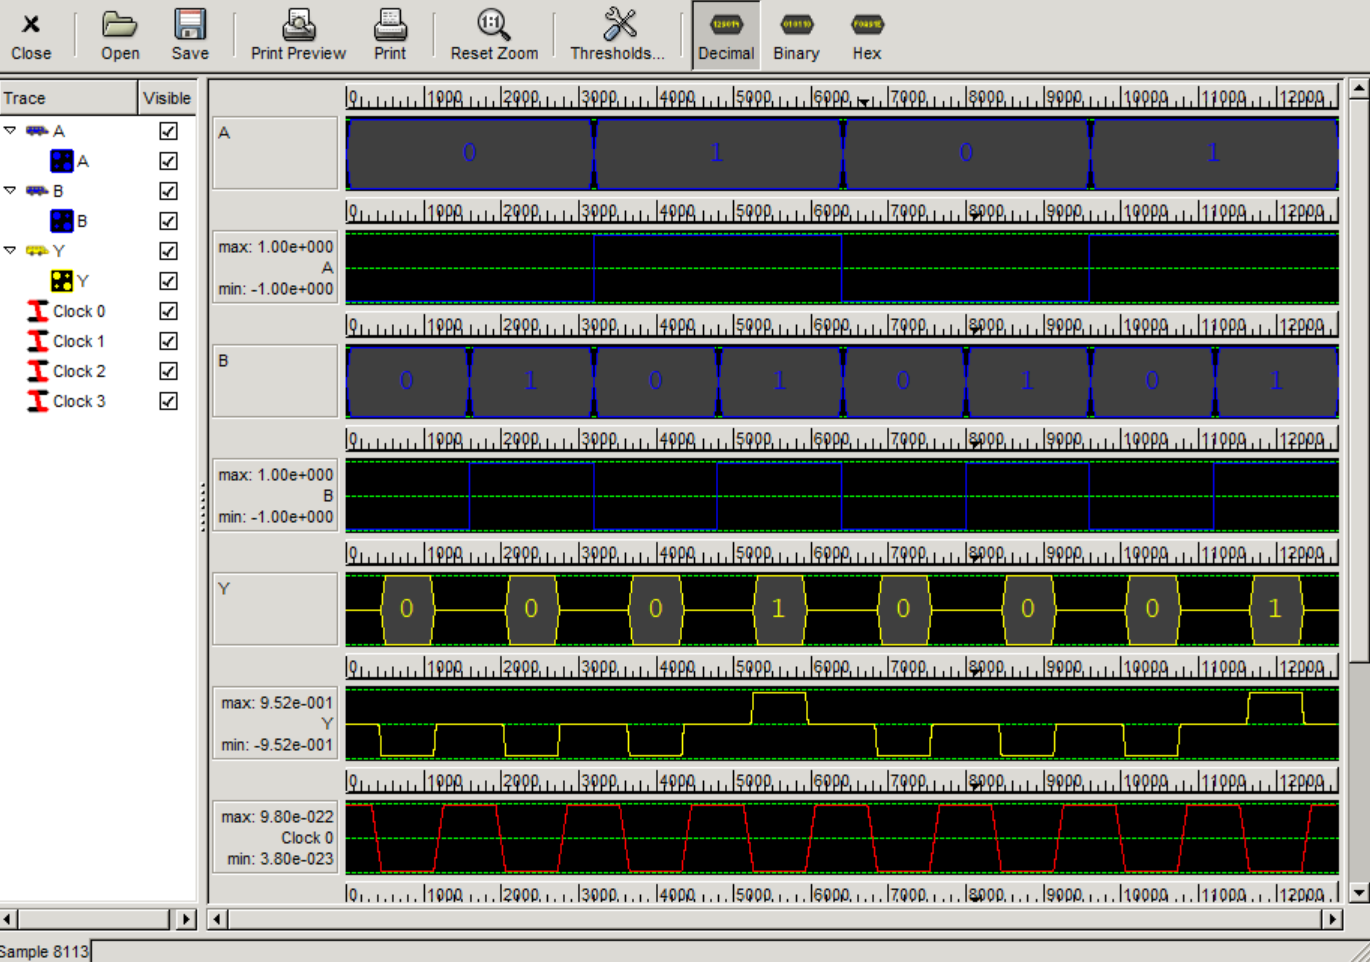 Close Open Save Print Preview Print Reset Zoom Thresholds... Decimal Binary Hex
Trace Visible
A
A
B
B
Y
Y
Clock 0
Clock 1
Clock 2
Clock 3
0 1000 2000 3000 4000 5000 6000 7000 8000 9000 10000 11000 12000
A
0 1 0 1
0 1000 2000 3000 4000 5000 6000 7000 8000 9000 10000 11000 12000
max: 1.00e+000
A
min: -1.00e+000
0 1000 2000 3000 4000 5000 6000 7000 8000 9000 10000 11000 12000
B
0 1 0 1 0 1 0 1
0 1000 2000 3000 4000 5000 6000 7000 8000 9000 10000 11000 12000
max: 1.00e+000
B
min: -1.00e+000
0 1000 2000 3000 4000 5000 6000 7000 8000 9000 10000 11000 12000
Y
0 0 0 1 0 0 0 1
0 1000 2000 3000 4000 5000 6000 7000 8000 9000 10000 11000 12000
max: 9.52e-001
Y
min: -9.52e-001
0 1000 2000 3000 4000 5000 6000 7000 8000 9000 10000 11000 12000
max: 9.80e-022
Clock 0
min: 3.80e-023
0 1000 2000 3000 4000 5000 6000 7000 8000 9000 10000 11000 12000
Sample 8113